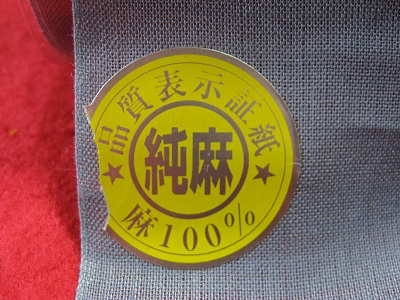 品質表示証紙
純麻
★ ★
麻100%